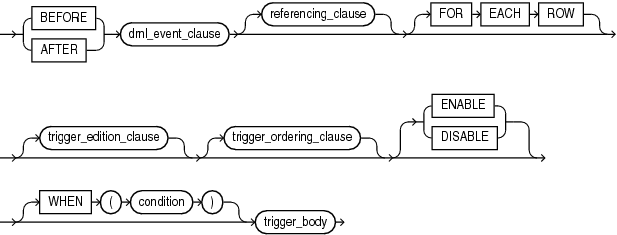 BEFORE
AFTER
dml_event_clause
referencing_clause
FOR EACH ROW
trigger_edition_clause
trigger_ordering_clause
ENABLE
DISABLE
WHEN ( condition )
trigger_body